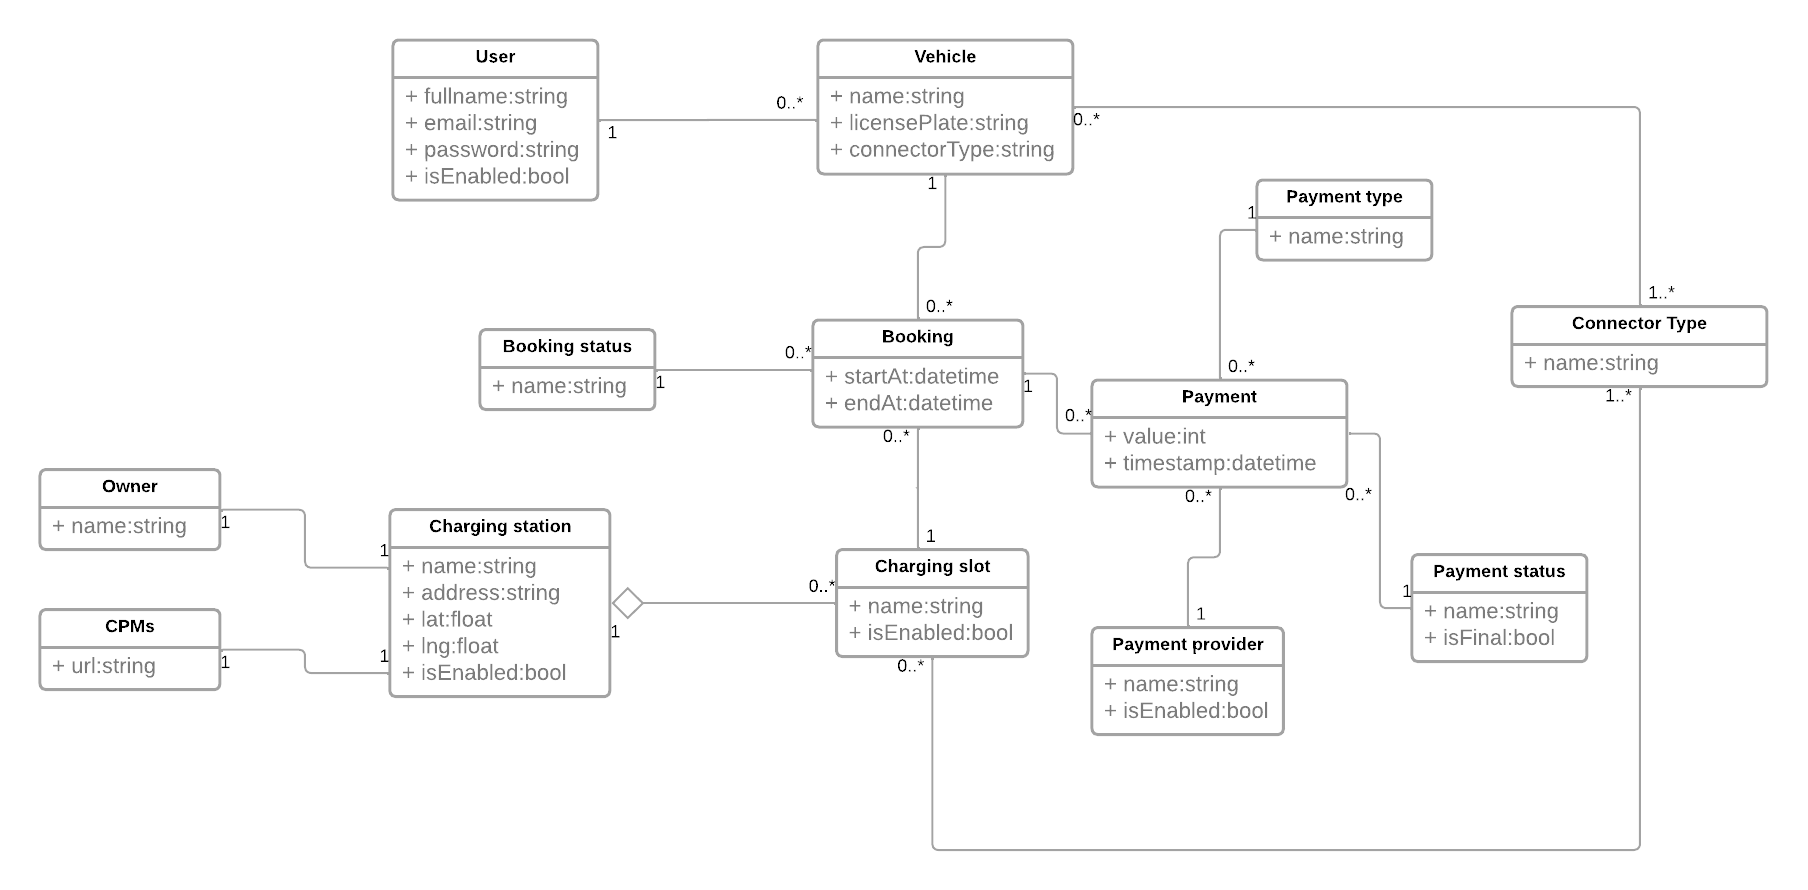 User
+ fullname:string
+ email:string
+ password:string
+ isEnabled:bool
1
0..*
Vehicle
+ name:string
+ licensePlate:string
+ connectorType:string
0..*
1
Payment type
+ name:string
1
0..*
1..*
Connector Type
+ name:string
1..*
Booking status
+ name:string
1
0..*
0..*
Booking
+ startAt:datetime
+ endAt:datetime
1
0..*
0..*
Payment
+ value:int
+ timestamp:datetime
0..*
0..*
Owner
+ name:string
1
1
Charging station
+ name:string
+ address:string
+ lat:float
+ lng:float
+ isEnabled:bool
1
CPMs
+ url:string
1
1
0..*
1
Charging slot
+ name:string
+ isEnabled:bool
0..*
1
Payment provider
+ name:string
+ isEnabled:bool
1
Payment status
+ name:string
+ isFinal:bool